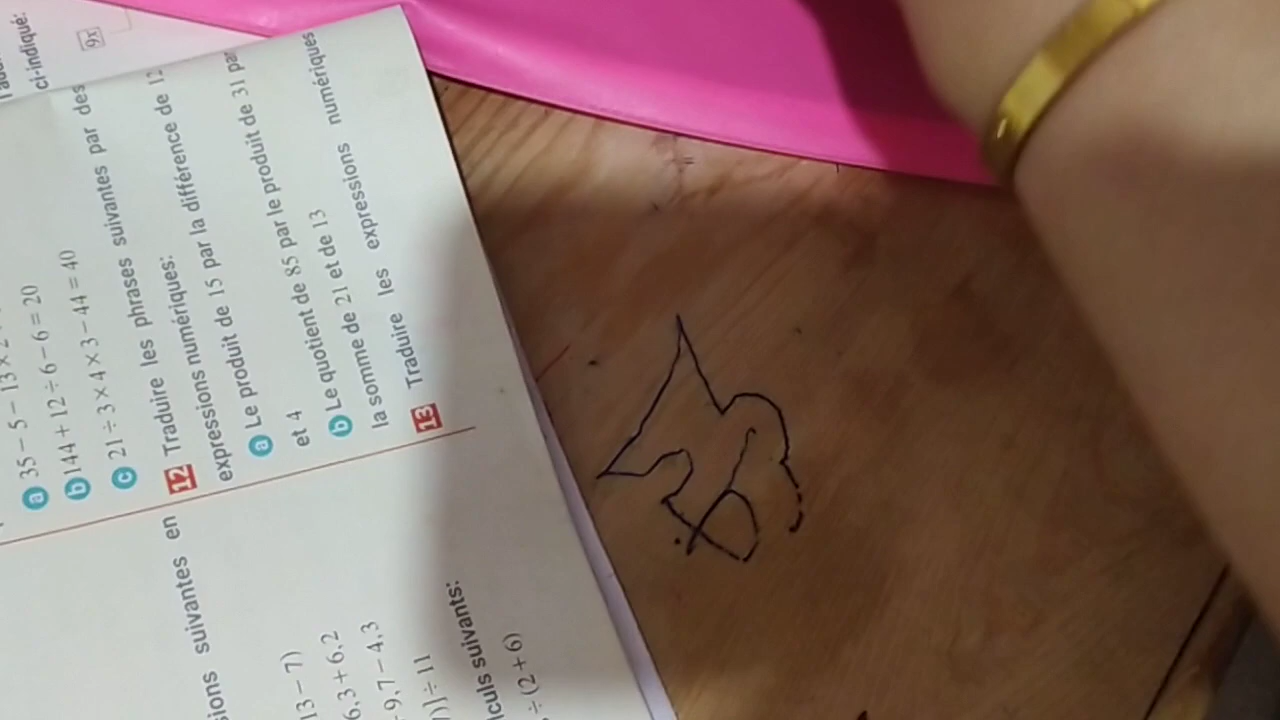 ci-indiqué:
9x
a 35 – 5 – 13 × 2
b 144 + 12 ÷ 6 – 6 = 20
c 21 ÷ 3 × 4 × 3 – 44 = 40
12 Traduire les phrases suivantes par des
expressions numériques:
a Le produit de 15 par la différence de 12
et 4
b Le quotient de 85 par le produit de 31 par
la somme de 21 et de 13
13 Traduire les expressions numériques
suivantes en
13 – 7)
6,3 + 6,2
9,7 – 4,3
)] ÷ 11
suivants:
÷ (2 + 6)